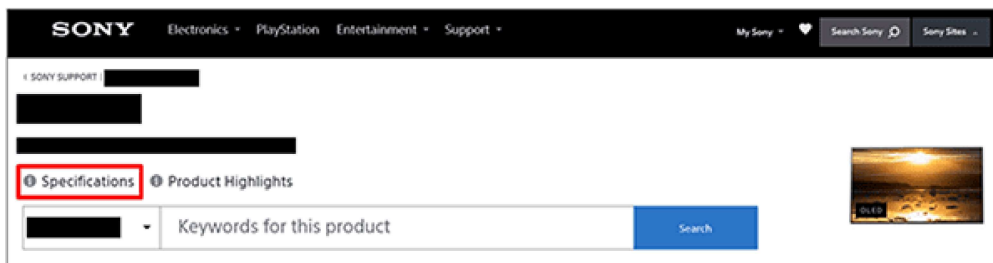 SONY Electronics PlayStation Entertainment Support My Sony Search Sony Sony Sites
< SONY SUPPORT |
Specifications Product Highlights
OLED
Keywords for this product Search